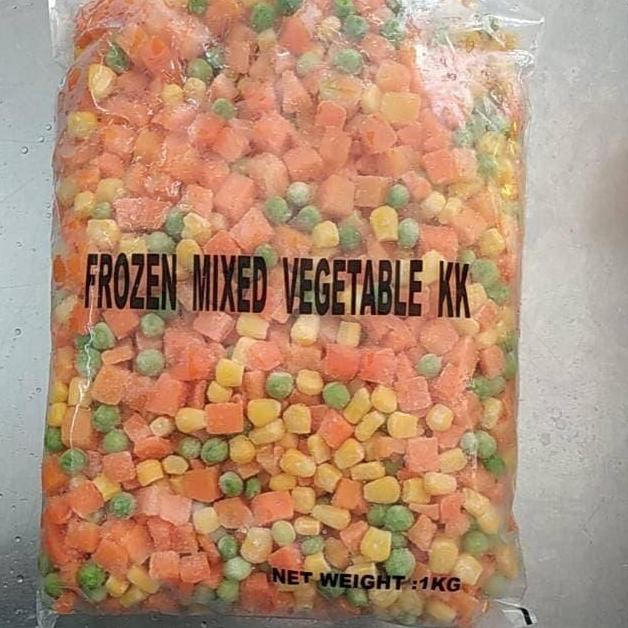 FROZEN MIXED VEGETABLE KK
NET WEIGHT :1KG